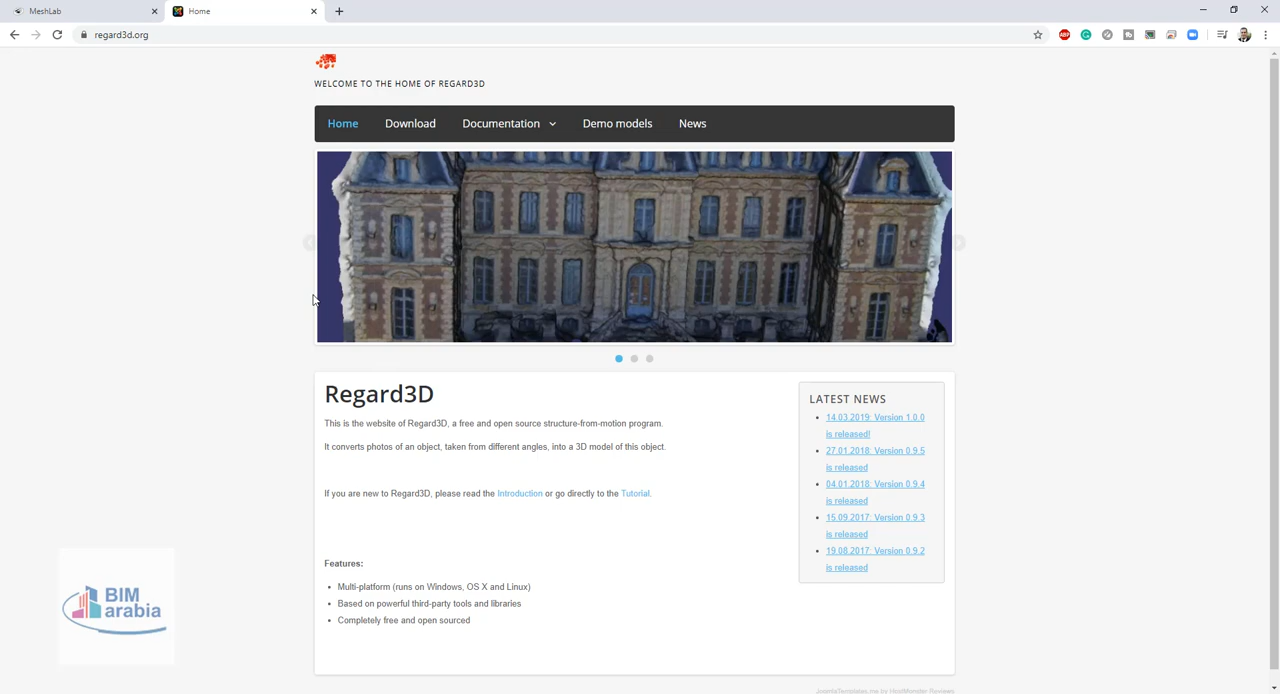 MeshLab
Home
regard3d.org
ABP
WELCOME TO THE HOME OF REGARD3D
Home
Download
Documentation
Demo models
News
Regard3D
This is the website of Regard3D, a free and open source structure-from-motion program.
It converts photos of an object, taken from different angles, into a 3D model of this object.
If you are new to Regard3D, please read the Introduction or go directly to the Tutorial.
Features:
• Multi-platform (runs on Windows, OS X and Linux)
• Based on powerful third-party tools and libraries
• Completely free and open sourced
LATEST NEWS
• 14.03.2019: Version 1.0.0
is released!
• 27.01.2018: Version 0.9.5
is released
• 04.01.2018: Version 0.9.4
is released
• 15.09.2017: Version 0.9.3
is released
• 19.08.2017: Version 0.9.2
is released
BIM
arabia
JoomlaTemplates.me by HostMonster Reviews